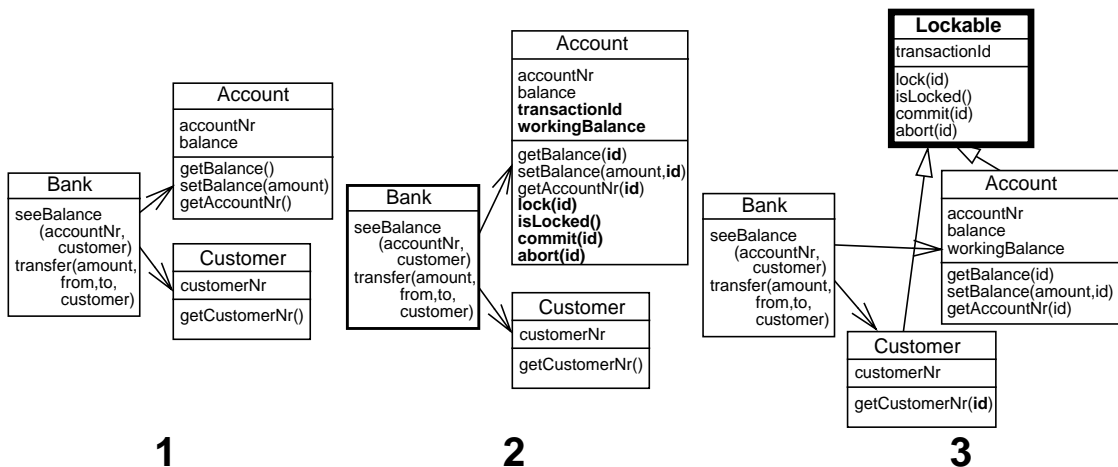 Bank
seeBalance
(accountNr,
customer)
transfer(amount,
from,to,
customer)
Account
accountNr
balance
getBalance()
setBalance(amount)
getAccountNr()
Customer
customerNr
getCustomerNr()
1
Bank
seeBalance
(accountNr,
customer)
transfer(amount,
from,to,
customer)
Account
accountNr
balance
transactionId
workingBalance
getBalance(id)
setBalance(amount,id)
getAccountNr(id)
lock(id)
isLocked()
commit(id)
abort(id)
Customer
customerNr
getCustomerNr()
2
Lockable
transactionId
lock(id)
isLocked()
commit(id)
abort(id)
Bank
seeBalance
(accountNr,
customer)
transfer(amount,
from,to,
customer)
Account
accountNr
balance
workingBalance
getBalance(id)
setBalance(amount,id)
getAccountNr(id)
Customer
customerNr
getCustomerNr(id)
3